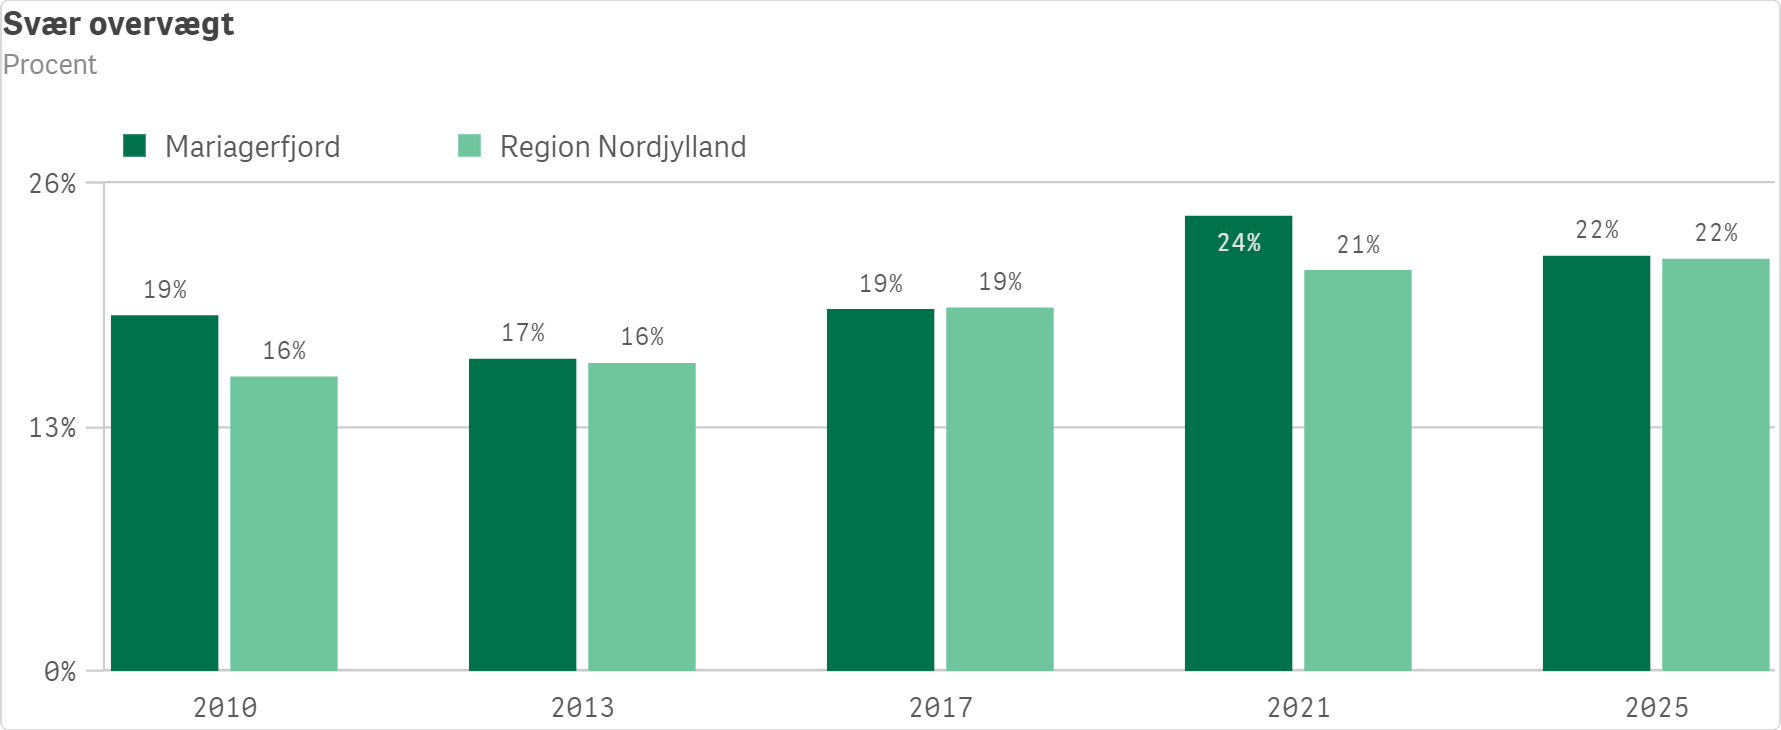 Svær overvægt
Procent
Mariagerfjord Region Nordjylland
26%
24% 21% 22% 22%
19% 16% 17% 16% 19% 19%
13%
0%
2010 2013 2017 2021 2025